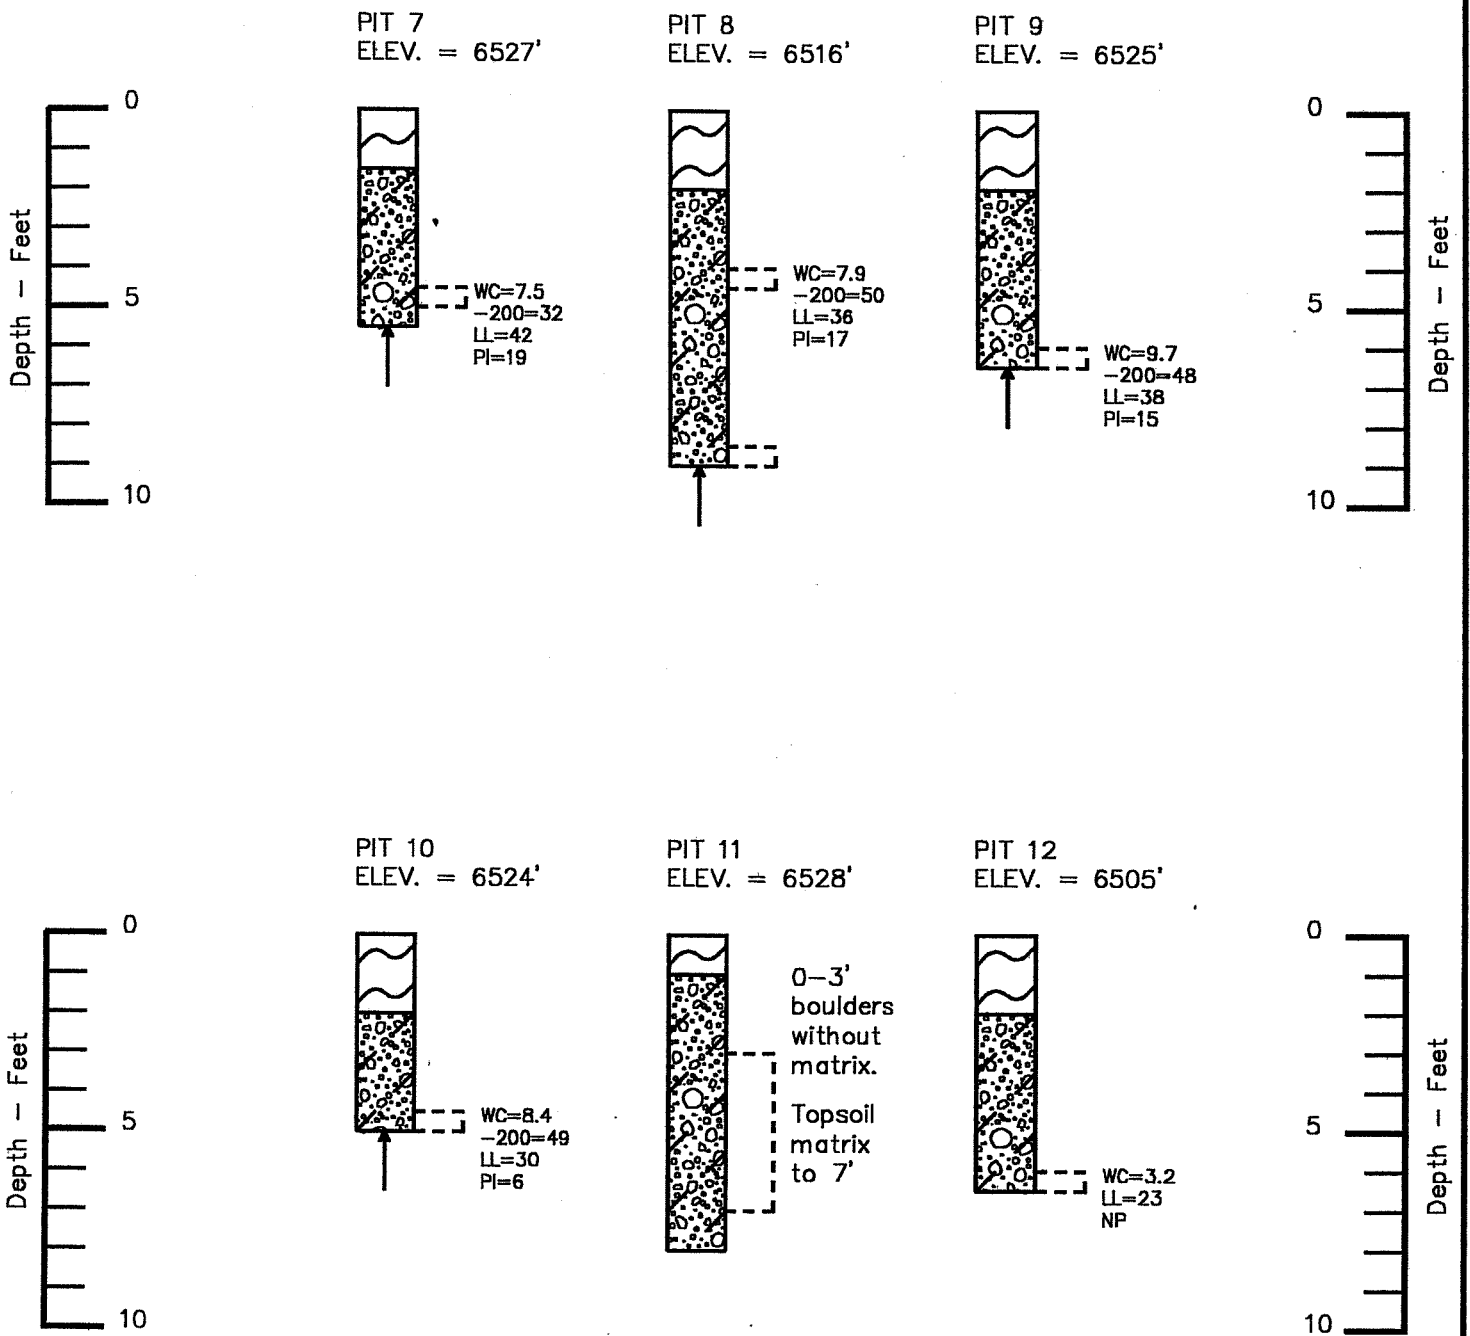 PIT 7
ELEV. = 6527'
PIT 8
ELEV. = 6516'
PIT 9
ELEV. = 6525'
0
5
10
Depth – Feet
WC=7.5
-200=32
LL=42
PI=19
WC=7.9
-200=50
LL=36
PI=17
WC=9.7
-200=48
LL=38
PI=15
0
5
10
Depth – Feet
PIT 10
ELEV. = 6524'
PIT 11
ELEV. = 6528'
PIT 12
ELEV. = 6505'
0
5
10
Depth – Feet
WC=8.4
-200=49
LL=30
PI=6
0-3'
boulders
without
matrix.
Topsoil
matrix
to 7'
WC=3.2
LL=23
NP
0
5
10
Depth – Feet